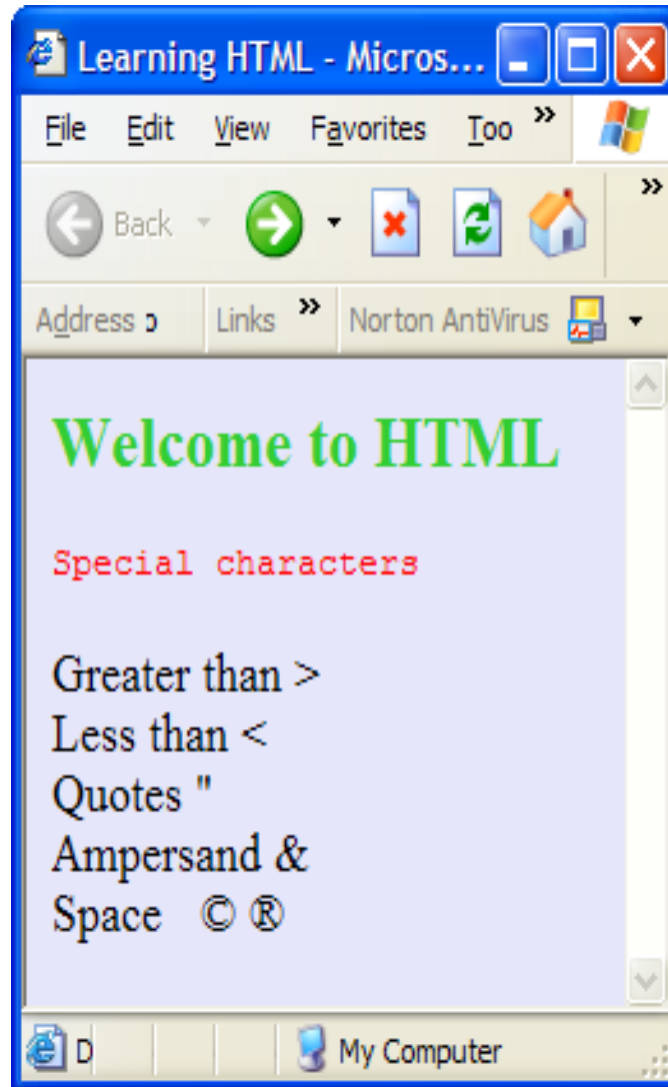 Learning HTML - Micros...
File Edit View Favorites Too »
Back »
Address Links » Norton AntiVirus
Welcome to HTML
Special characters
Greater than >
Less than <
Quotes "
Ampersand &
Space © ®
D My Computer